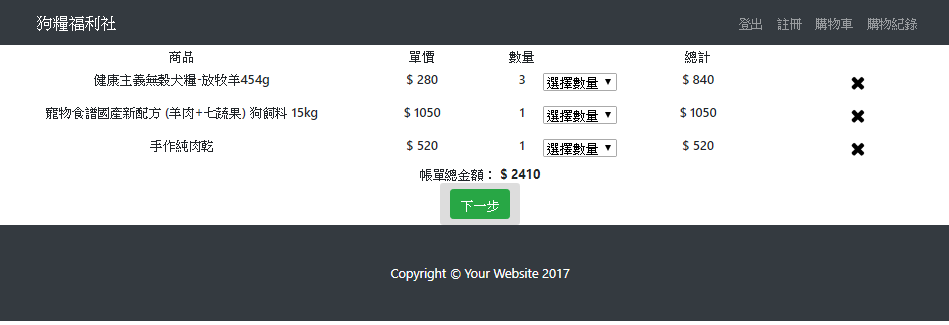 狗糧福利社 登出 註冊 購物車 購物紀錄
商品 單價 數量 總計
健康主義無穀犬糧-放牧羊454g $ 280 3 選擇數量 $ 840
寵物食譜國產新配方 (羊肉+七蔬果) 狗飼料 15kg $ 1050 1 選擇數量 $ 1050
手作純肉乾 $ 520 1 選擇數量 $ 520
帳單總金額： $ 2410
下一步
Copyright © Your Website 2017